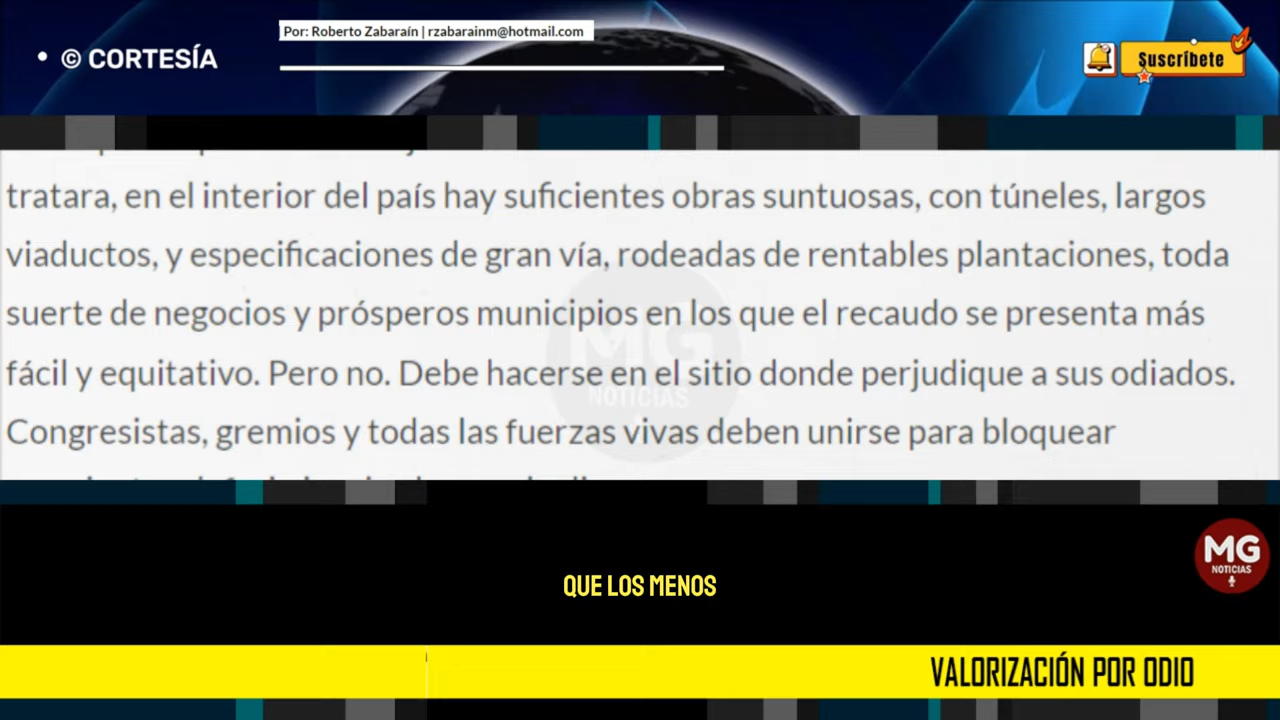 Por: Roberto Zabaraín | rzabarainm@hotmail.com
• © CORTESÍA
Suscríbete
tratara, en el interior del país hay suficientes obras suntuosas, con túneles, largos
viaductos, y especificaciones de gran vía, rodeadas de rentables plantaciones, toda
suerte de negocios y prósperos municipios en los que el recaudo se presenta más
fácil y equitativo. Pero no. Debe hacerse en el sitio donde perjudique a sus odiados.
Congresistas, gremios y todas las fuerzas vivas deben unirse para bloquear
MG
NOTICIAS
QUE LOS MENOS
MG
NOTICIAS
VALORIZACIÓN POR ODIO